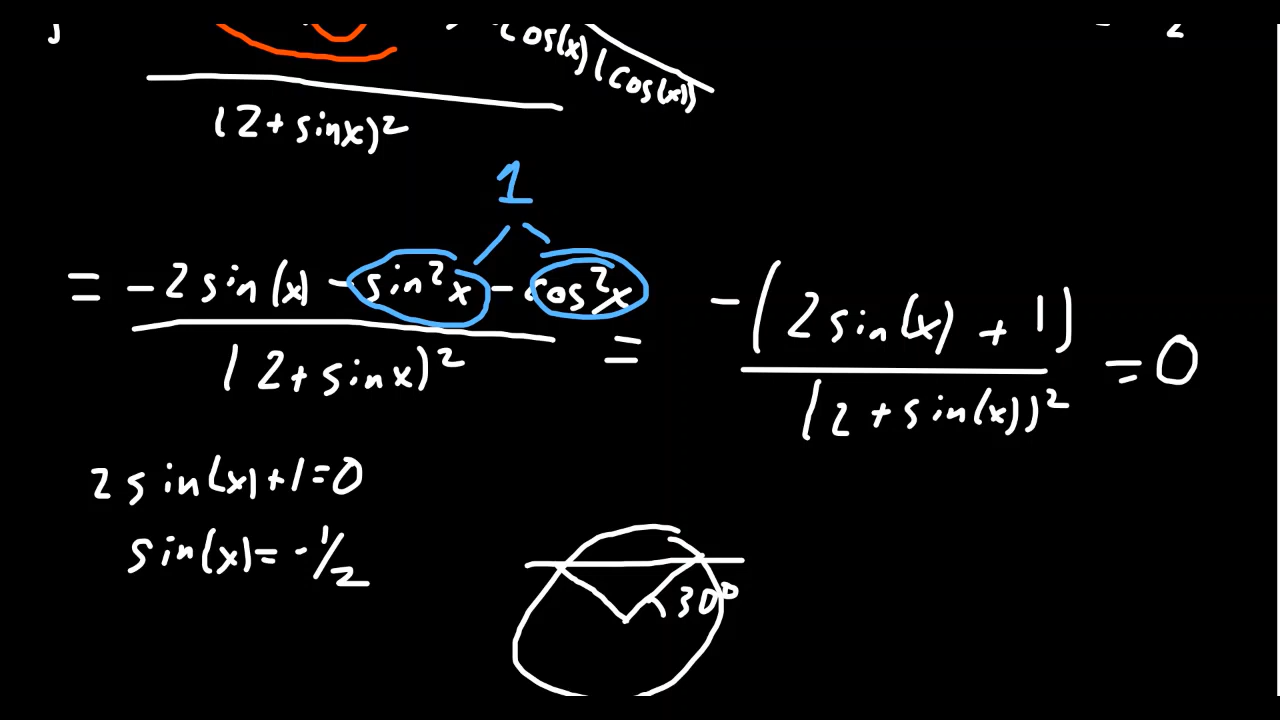 cos(x)(cos(x))
2
(2+sinx)²
1
= -2sin(x) - sin²x - cos²x / (2+sinx)² = -(2sin(x) + 1) / (2+sin(x))² = 0
2sin(x)+1=0
sin(x)= -1/2
30°